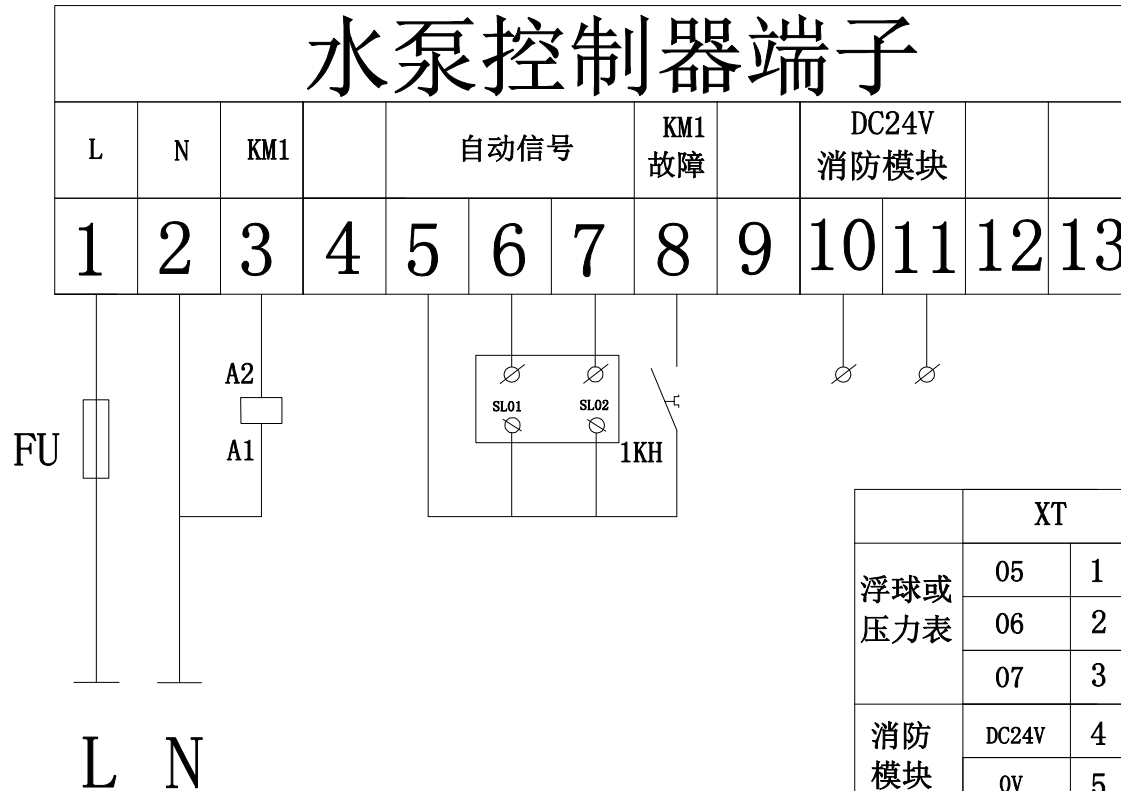 水泵控制器端子
L N KM1 自动信号 KM1 故障 DC24V 消防模块
1 2 3 4 5 6 7 8 9 10 11 12 13
A2
SL01 SL02
FU
A1
1KH
XT
浮球或
压力表
05 1
06 2
07 3
消防
模块
DC24V 4
0V 5
L N